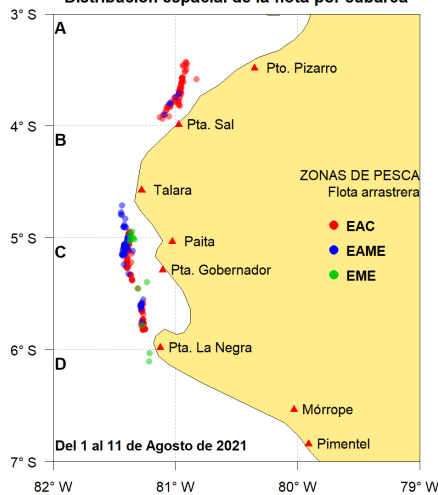 Distribución espacial de la flota por subárea
3° S
A
Pto. Pizarro
4° S
Pta. Sal
B
ZONAS DE PESCA
Flota arrastrera
Talara
EAC
5° S
Paita
C
EAME
Pta. Gobernador
EME
6° S
Pta. La Negra
D
Mórrope
Del 1 al 11 de Agosto de 2021
Pimentel
7° S
82° W 81° W 80° W 79° W